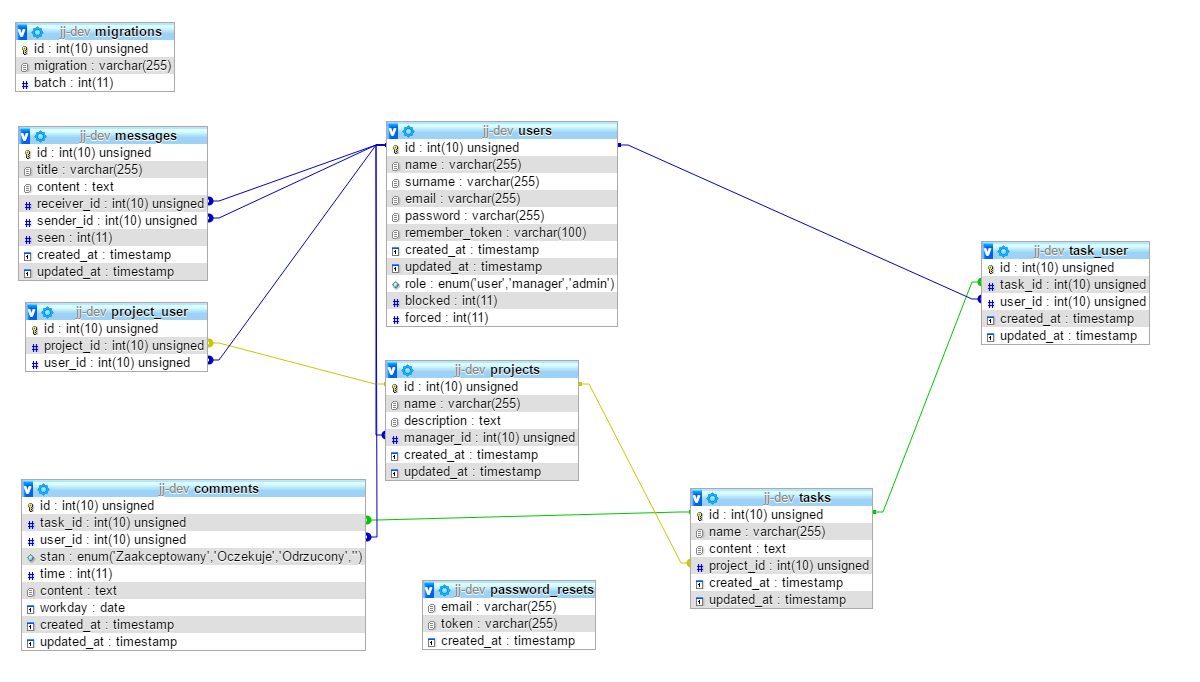 jj-dev migrations
id : int(10) unsigned
migration : varchar(255)
batch : int(11)
jj-dev messages
id : int(10) unsigned
title : varchar(255)
content : text
receiver_id : int(10) unsigned
sender_id : int(10) unsigned
seen : int(11)
created_at : timestamp
updated_at : timestamp
jj-dev users
id : int(10) unsigned
name : varchar(255)
surname : varchar(255)
email : varchar(255)
password : varchar(255)
remember_token : varchar(100)
created_at : timestamp
updated_at : timestamp
role : enum('user','manager','admin')
blocked : int(11)
forced : int(11)
jj-dev task_user
id : int(10) unsigned
task_id : int(10) unsigned
user_id : int(10) unsigned
created_at : timestamp
updated_at : timestamp
jj-dev project_user
id : int(10) unsigned
project_id : int(10) unsigned
user_id : int(10) unsigned
jj-dev projects
id : int(10) unsigned
name : varchar(255)
description : text
manager_id : int(10) unsigned
created_at : timestamp
updated_at : timestamp
jj-dev comments
id : int(10) unsigned
task_id : int(10) unsigned
user_id : int(10) unsigned
stan : enum('Zaakceptowany','Oczekuje','Odrzucony','')
time : int(11)
content : text
workday : date
created_at : timestamp
updated_at : timestamp
jj-dev tasks
id : int(10) unsigned
name : varchar(255)
content : text
project_id : int(10) unsigned
created_at : timestamp
updated_at : timestamp
jj-dev password_resets
email : varchar(255)
token : varchar(255)
created_at : timestamp